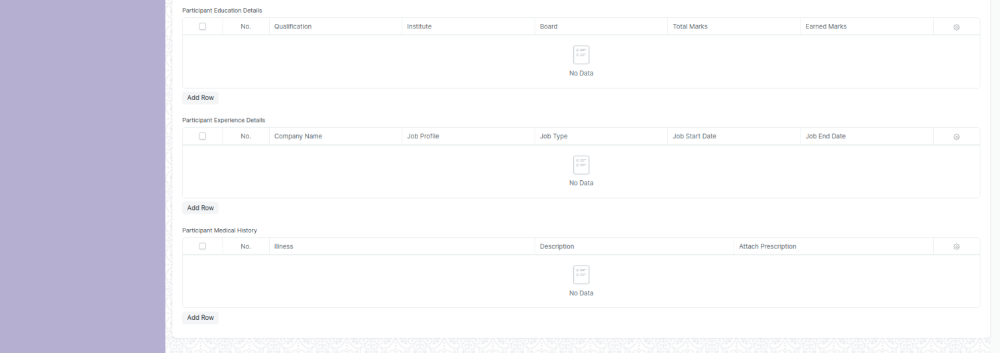 Participant Education Details
No. Qualification Institute Board Total Marks Earned Marks
No Data
Add Row
Participant Experience Details
No. Company Name Job Profile Job Type Job Start Date Job End Date
No Data
Add Row
Participant Medical History
No. Illness Description Attach Prescription
No Data
Add Row